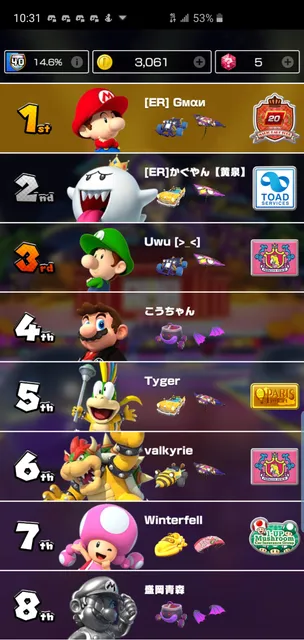 10:31 53%
40 14.6% i 3,061 + 5 +
1st [ER] Gмαи 20
2nd [ER]かぐやん【黄泉】 TOAD SERVICES
3rd Uwu [>_<]
4th こうちゃん
5th Tyger PARIS
6th valkyrie
7th Winterfell 1-UP Mushroom
8th 盛岡青森